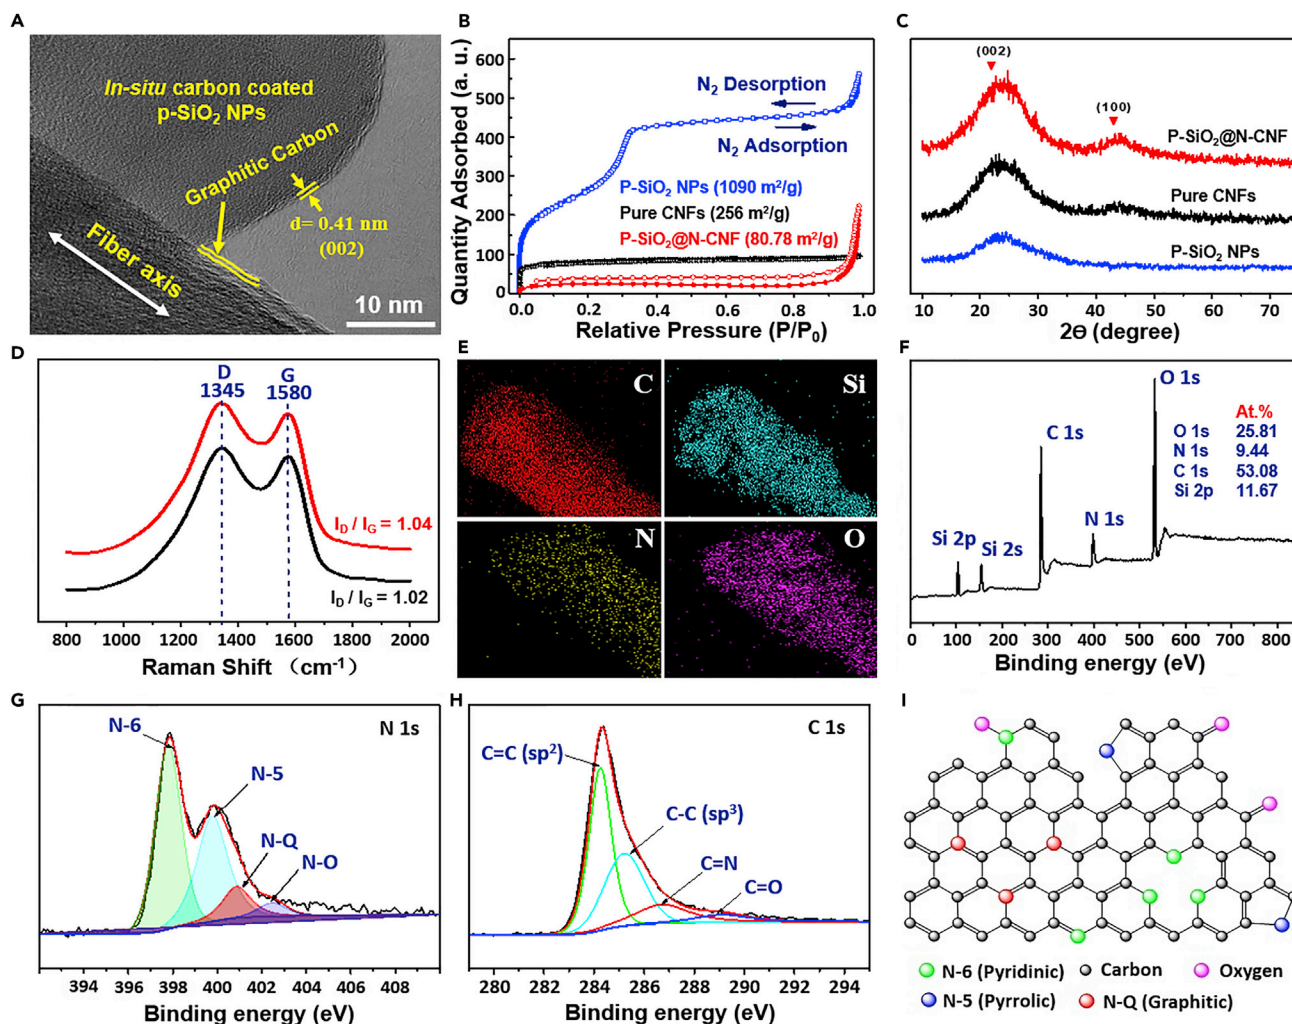 A
In-situ carbon coated
p-SiO2 NPs
Graphitic Carbon
d= 0.41 nm
(002)
Fiber axis
10 nm
B
Quantity Adsorbed (a. u.)
600
500
400
300
200
100
0
N2 Desorption
N2 Adsorption
P-SiO2 NPs (1090 m2/g)
Pure CNFs (256 m2/g)
P-SiO2@N-CNF (80.78 m2/g)
0.0 0.2 0.4 0.6 0.8 1.0
Relative Pressure (P/P0)
C
(002)
(100)
P-SiO2@N-CNF
Pure CNFs
P-SiO2 NPs
10 20 30 40 50 60 70
2Θ (degree)
D
D
1345
G
1580
ID / IG = 1.04
ID / IG = 1.02
800 1000 1200 1400 1600 1800 2000
Raman Shift (cm-1)
E
C
Si
N
O
F
O 1s
C 1s
N 1s
Si 2p
Si 2s
At.%
O 1s 25.81
N 1s 9.44
C 1s 53.08
Si 2p 11.67
0 100 200 300 400 500 600 700 800
Binding energy (eV)
G
N 1s
N-6
N-5
N-Q
N-O
394 396 398 400 402 404 406 408
Binding energy (eV)
H
C 1s
C=C (sp2)
C-C (sp3)
C=N
C=O
280 282 284 286 288 290 292 294
Binding energy (eV)
I
N-6 (Pyridinic)
Carbon
Oxygen
N-5 (Pyrrolic)
N-Q (Graphitic)